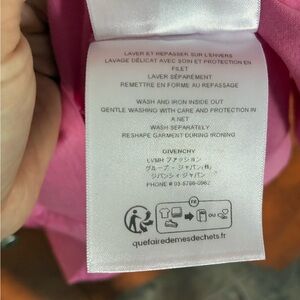 LAVER ET REPASSER SUR L'ENVERS
LAVAGE DÉLICAT AVEC SOIN ET PROTECTION EN
FILET
LAVER SÉPARÉMENT
REMETTRE EN FORME AU REPASSAGE
WASH AND IRON INSIDE OUT
GENTLE WASHING WITH CARE AND PROTECTION IN
A NET
WASH SEPARATELY
RESHAPE GARMENT DURING IRONING
GIVENCHY
LVMH ファッション
グループ・ジャパン(株)
ジバンシィ ジャパン
PHONE # 03-5786-0962
FR
OU
quefairedemesdechets.fr